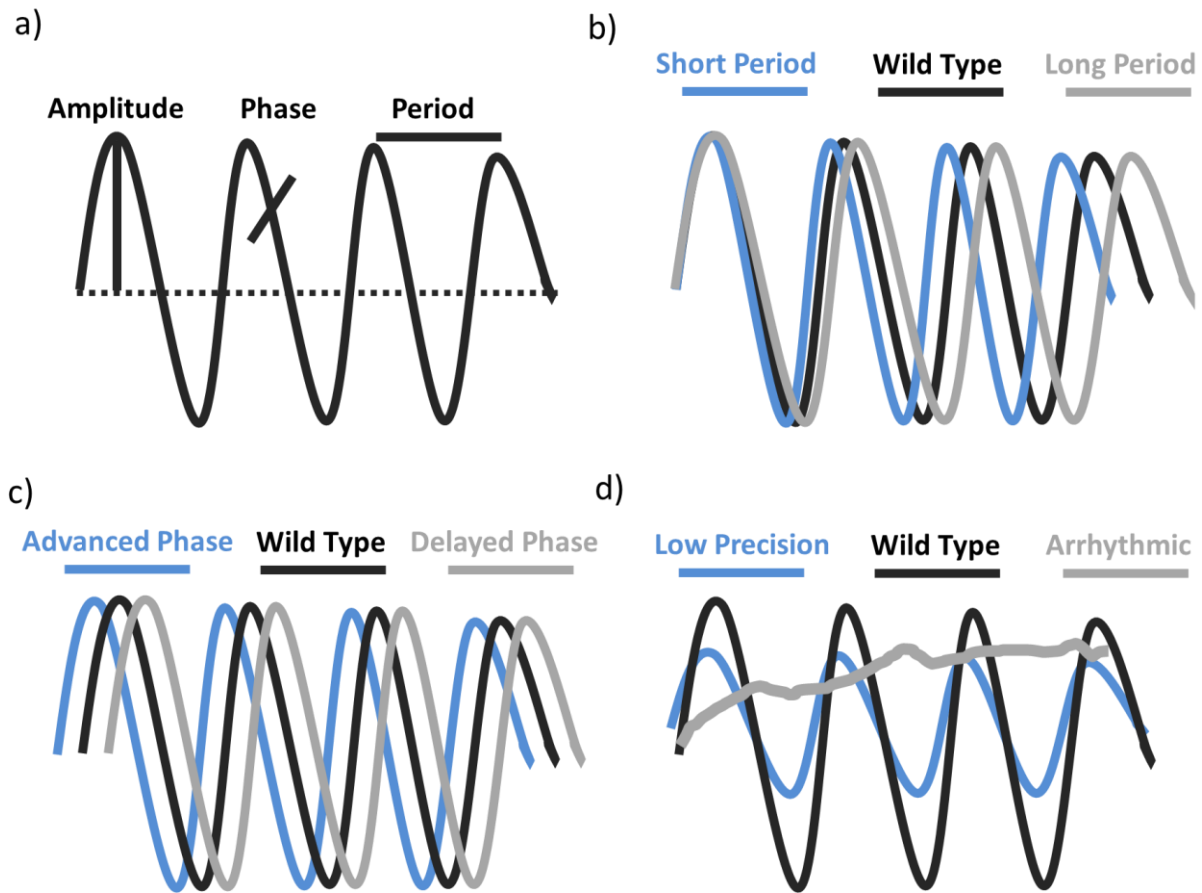 a)
Amplitude Phase Period
b)
Short Period Wild Type Long Period
c)
Advanced Phase Wild Type Delayed Phase
d)
Low Precision Wild Type Arrhythmic